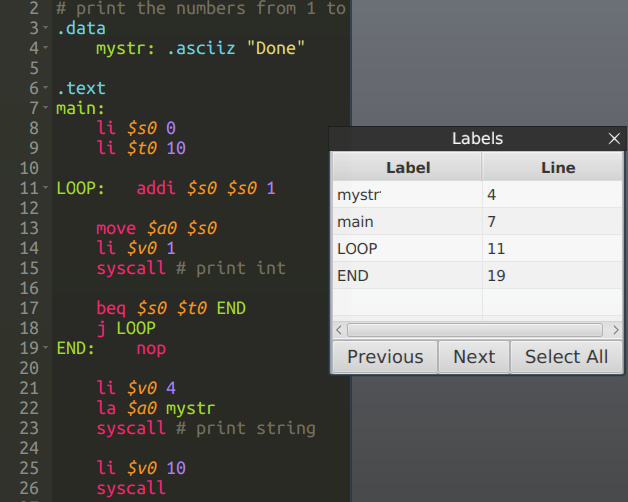 2 # print the numbers from 1 to
3 .data
4 mystr: .asciiz "Done"
5
6 .text
7 main:
8 li $s0 0
9 li $t0 10
10
11 LOOP: addi $s0 $s0 1
12
13 move $a0 $s0
14 li $v0 1
15 syscall # print int
16
17 beq $s0 $t0 END
18 j LOOP
19 END: nop
20
21 li $v0 4
22 la $a0 mystr
23 syscall # print string
24
25 li $v0 10
26 syscall
Labels
Label Line
mystr 4
main 7
LOOP 11
END 19
Previous Next Select All